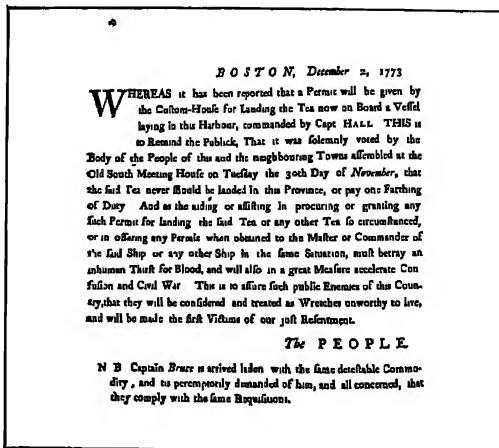 BOSTON, December 2, 1773
WHEREAS it has been reported that a Permit will be given by
the Cuſtom-Houſe for Landing the Tea now on Board a Veſſel
laying in this Harbour, commanded by Capt HALL THIS is
to Remind the Publick, That it was ſolemnly voted by the
Body of the People of this and the neighbouring Towns aſſembled at the
Old South Meeting Houſe on Tueſday the 30th Day of November, that
the ſaid Tea never ſhould be landed in this Province, or pay one Farthing
of Duty And as the aiding or aſſiſting in procuring or granting any
ſuch Permit for landing the ſaid Tea or any other Tea ſo circumſtanced,
or in offering any Permit when obtained to the Maſter or Commander of
the ſaid Ship or any other Ship in the ſame Situation, muſt betray an
inhuman Thirſt for Blood, and will alſo in a great Meaſure accelerate Con
fuſion and Civil War This is to aſſure ſuch public Enemies of this Coun-
try, that they will be conſidered and treated as Wretches unworthy to live,
and will be made the firſt Victims of our juſt Reſentment.
The PEOPLE.
N B Captain Bruce is arrived laden with the ſame deteſtable Commo-
dity, and tis peremptorily demanded of him, and all concerned, that
they comply with the ſame Requiſitions.